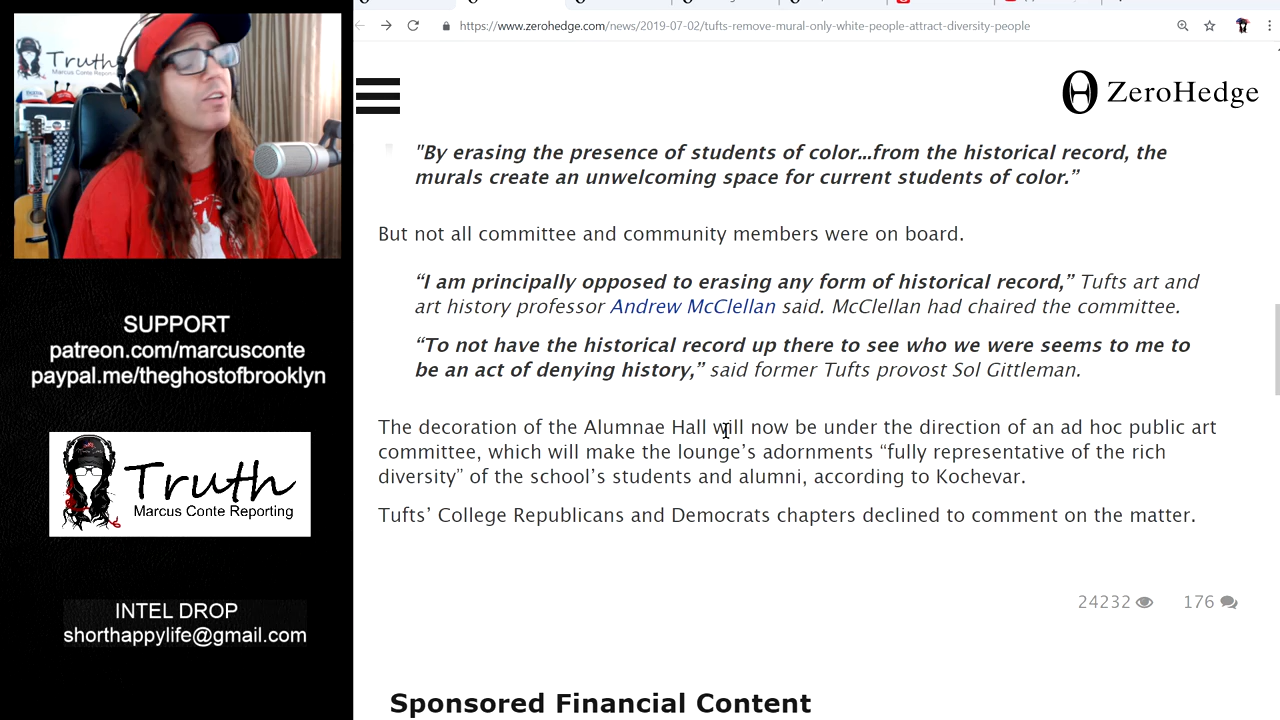 https://www.zerohedge.com/news/2019-07-02/tufts-remove-mural-only-white-people-attract-diversity-people
Truth
Marcus Conte Reporting
ZeroHedge
"By erasing the presence of students of color...from the historical record, the
murals create an unwelcoming space for current students of color.”
But not all committee and community members were on board.
“I am principally opposed to erasing any form of historical record,” Tufts art and
art history professor Andrew McClellan said. McClellan had chaired the committee.
“To not have the historical record up there to see who we were seems to me to
be an act of denying history,” said former Tufts provost Sol Gittleman.
The decoration of the Alumnae Hall will now be under the direction of an ad hoc public art
committee, which will make the lounge’s adornments “fully representative of the rich
diversity” of the school’s students and alumni, according to Kochevar.
Tufts’ College Republicans and Democrats chapters declined to comment on the matter.
24232
176
Sponsored Financial Content
SUPPORT
patreon.com/marcusconte
paypal.me/theghostofbrooklyn
Truth
Marcus Conte Reporting
INTEL DROP
shorthappylife@gmail.com